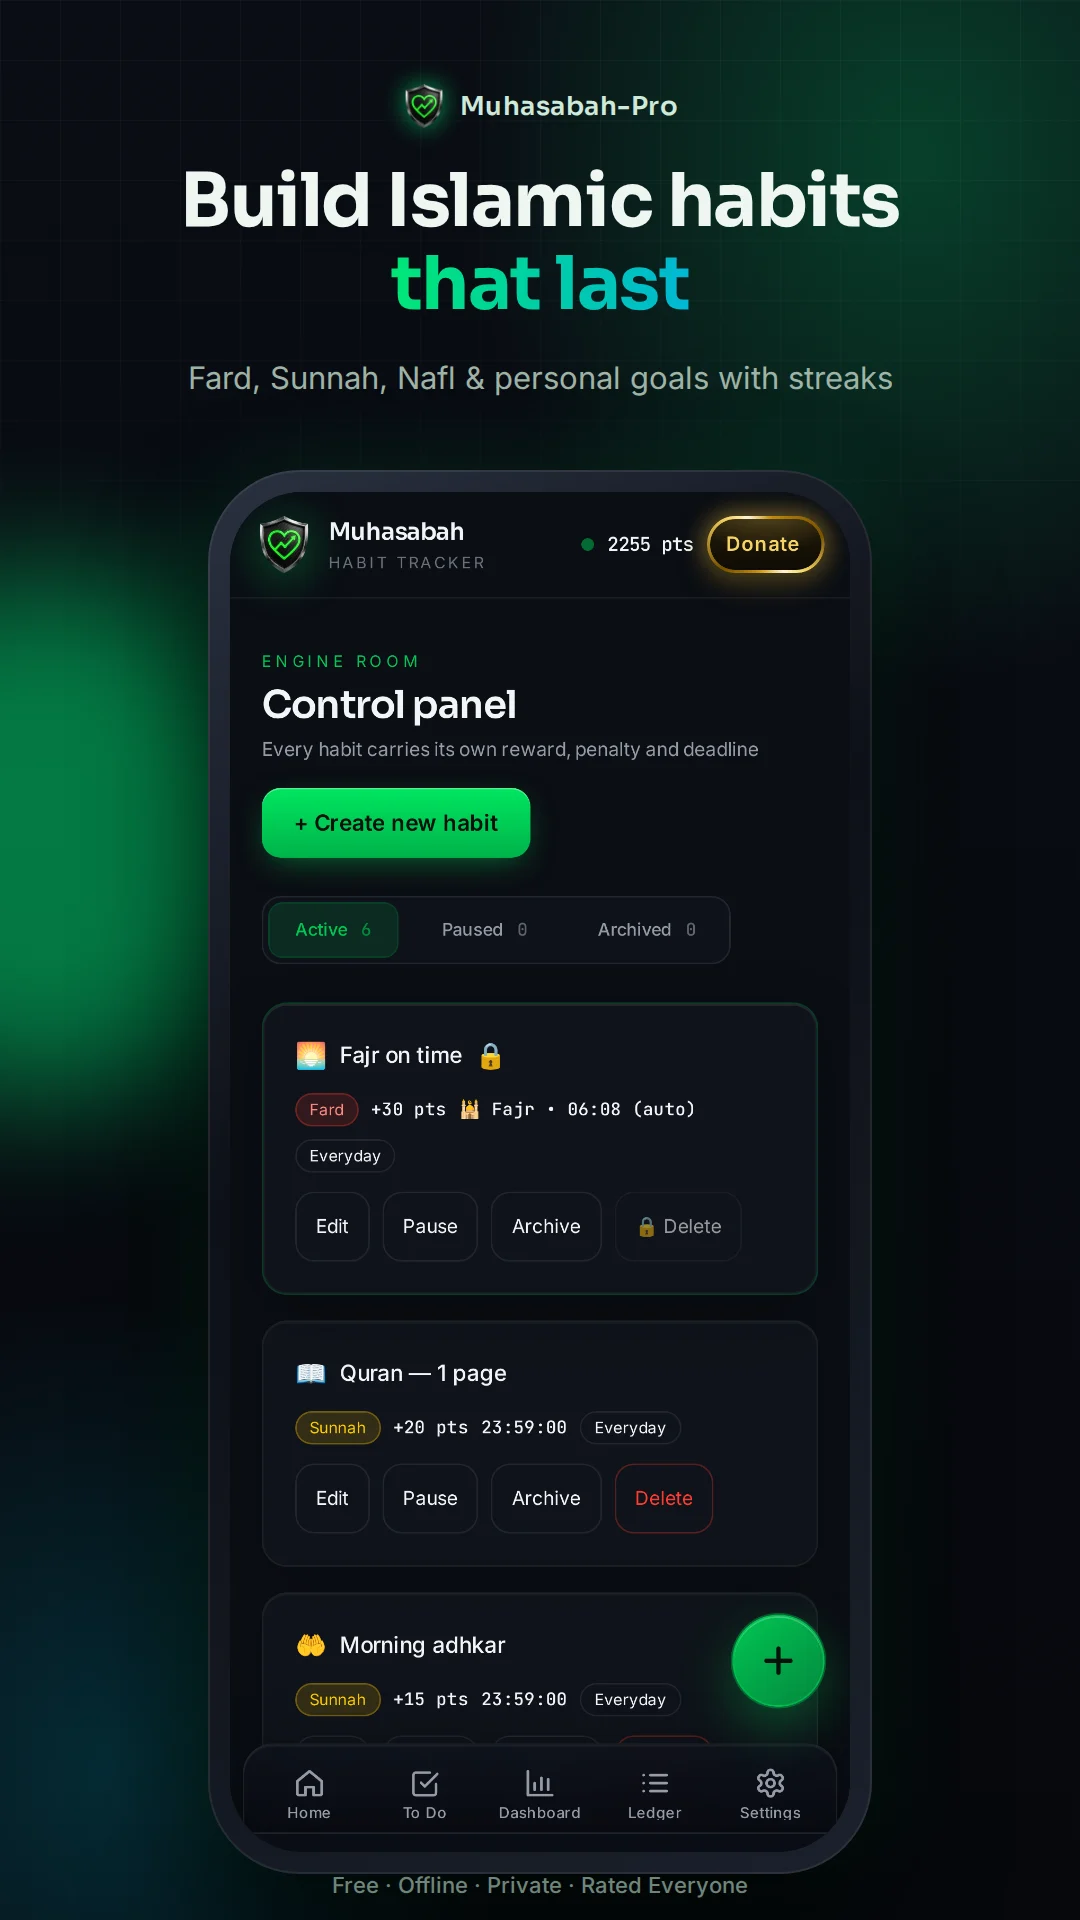 Muhasabah-Pro
Build Islamic habits
that last
Fard, Sunnah, Nafl & personal goals with streaks
Muhasabah
HABIT TRACKER
2255 pts
Donate
ENGINE ROOM
Control panel
Every habit carries its own reward, penalty and deadline
+ Create new habit
Active 6
Paused 0
Archived 0
Fajr on time
Fard +30 pts Fajr • 06:08 (auto)
Everyday
Edit Pause Archive Delete
Quran — 1 page
Sunnah +20 pts 23:59:00 Everyday
Edit Pause Archive Delete
Morning adhkar
Sunnah +15 pts 23:59:00 Everyday
+
Home To Do Dashboard Ledger Settings
Free · Offline · Private · Rated Everyone